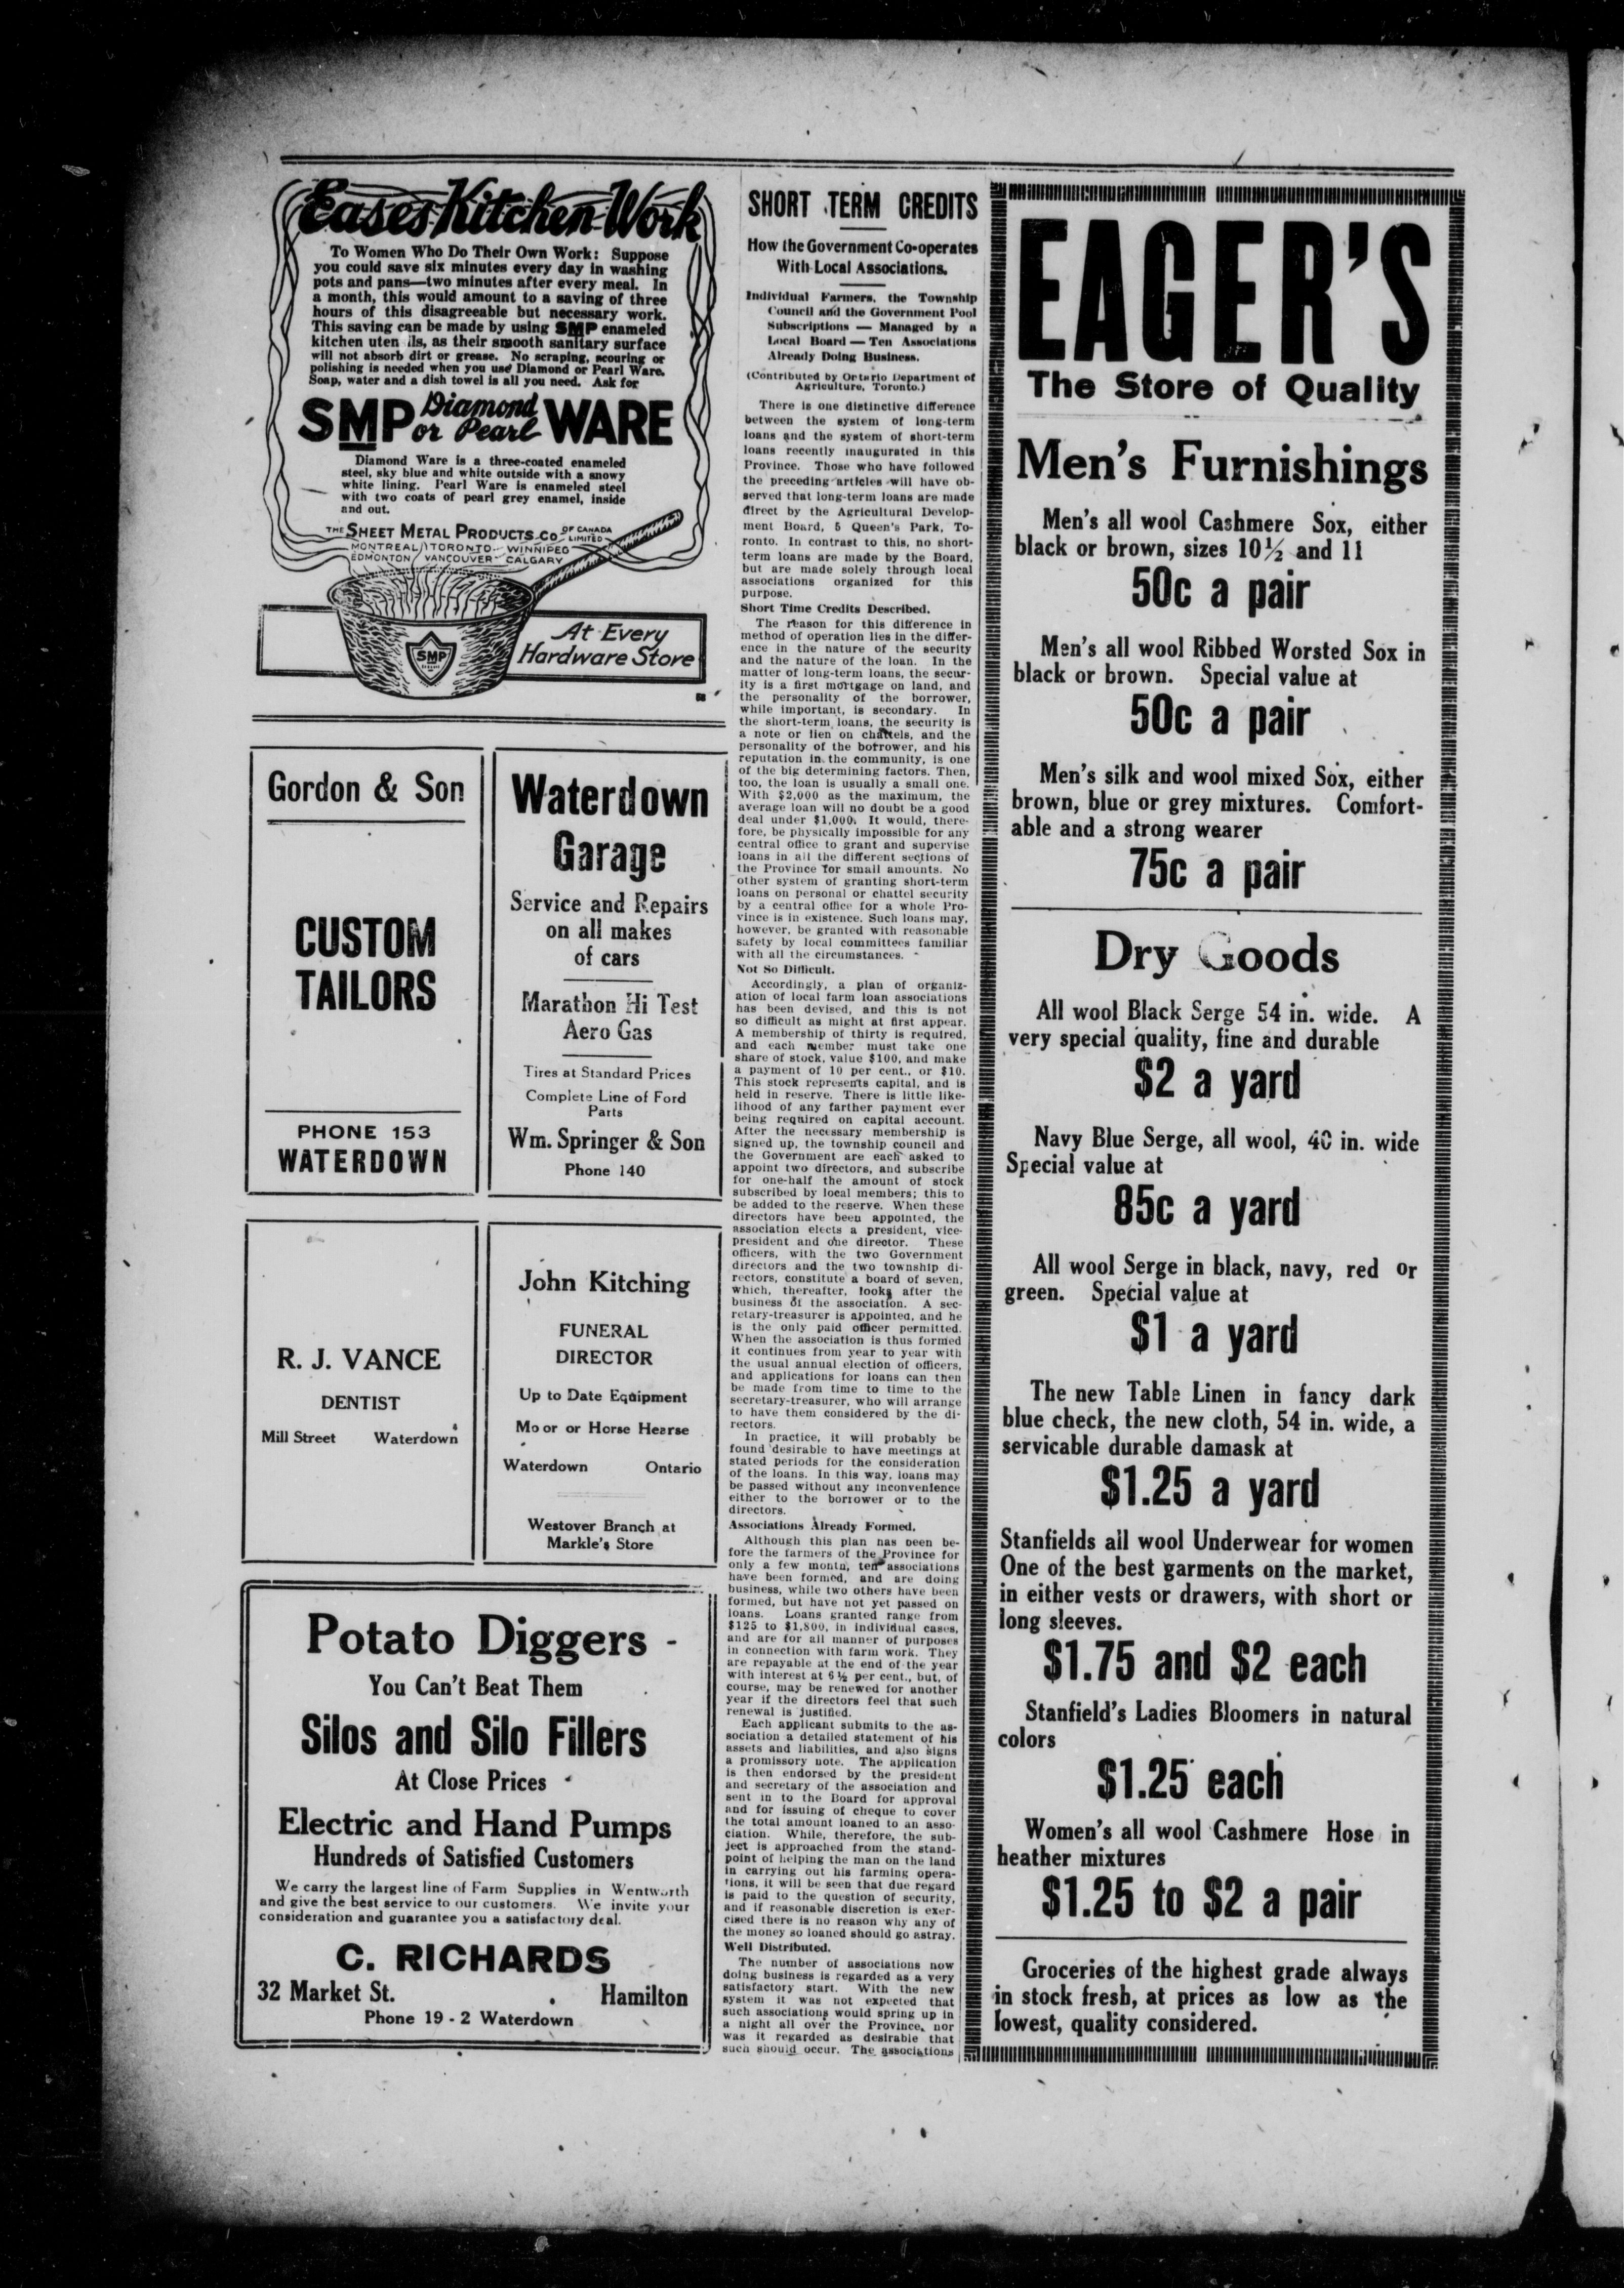 Eases Kitchen Work
To Women Who Do Their Own Work: Suppose
you could save six minutes every day in washing
pots and pans—two minutes after every meal. In
a month, this would amount to a saving of three
hours of this disagreeable but necessary work.
This saving can be made by using SMP enameled
kitchen uten ils, as their smooth sanitary surface
will not absorb dirt or grease. No scraping, scouring or
polishing is needed when you use Diamond or Pearl Ware.
Soap, water and a dish towel is all you need. Ask for
SMP Diamond or Pearl WARE
Diamond Ware is a three-coated enameled
steel, sky blue and white outside with a snowy
white lining. Pearl Ware is enameled steel
with two coats of pearl grey enamel, inside
and out.
THE SHEET METAL PRODUCTS CO OF CANADA LIMITED
MONTREAL TORONTO WINNIPEG
EDMONTON VANCOUVER CALGARY
SMP
At Every
Hardware Store
Gordon & Son
CUSTOM
TAILORS
PHONE 153
WATERDOWN
Waterdown
Garage
Service and Repairs
on all makes
of cars
Marathon Hi Test
Aero Gas
Tires at Standard Prices
Complete Line of Ford
Parts
Wm. Springer & Son
Phone 140
R. J. VANCE
DENTIST
Mill Street Waterdown
John Kitching
FUNERAL
DIRECTOR
Up to Date Equipment
Mo or or Horse Hearse
Waterdown Ontario
Westover Branch at
Markle's Store
Potato Diggers -
You Can't Beat Them
Silos and Silo Fillers
At Close Prices
Electric and Hand Pumps
Hundreds of Satisfied Customers
We carry the largest line of Farm Supplies in Wentworth
and give the best service to our customers. We invite your
consideration and guarantee you a satisfactory deal.
C. RICHARDS
32 Market St. Hamilton
Phone 19 - 2 Waterdown
SHORT TERM CREDITS
How the Government Co-operates
With Local Associations.
Individual Farmers, the Township
Council and the Government Pool
Subscriptions — Managed by a
Local Board — Ten Associations
Already Doing Business.
(Contributed by Ontario Department of
Agriculture, Toronto.)
There is one distinctive difference
between the system of long-term
loans and the system of short-term
loans recently inaugurated in this
Province. Those who have followed
the preceding articles will have ob-
served that long-term loans are made
direct by the Agricultural Develop-
ment Board, 5 Queen's Park, To-
ronto. In contrast to this, no short-
term loans are made by the Board,
but are made solely through local
associations organized for this
purpose.
Short Time Credits Described.
The reason for this difference in
method of operation lies in the differ-
ence in the nature of the security
and the nature of the loan. In the
matter of long-term loans, the secur-
ity is a first mortgage on land, and
the personality of the borrower,
while important, is secondary. In
the short-term loans, the security is
a note or lien on chattels, and the
personality of the borrower, and his
reputation in the community, is one
of the big determining factors. Then,
too, the loan is usually a small one.
With $2,000 as the maximum, the
average loan will no doubt be a good
deal under $1,000. It would, there-
fore, be physically impossible for any
central office to grant and supervise
loans in all the different sections of
the Province for small amounts. No
other system of granting short-term
loans on personal or chattel security
by a central office for a whole Pro-
vince is in existence. Such loans may,
however, be granted with reasonable
safety by local committees familiar
with all the circumstances.
Not So Difficult.
Accordingly, a plan of organiz-
ation of local farm loan associations
has been devised, and this is not
so difficult as might at first appear.
A membership of thirty is required,
and each member must take one
share of stock, value $100, and make
a payment of 10 per cent., or $10.
This stock represents capital, and is
held in reserve. There is little like-
lihood of any farther payment ever
being required on capital account.
After the necessary membership is
signed up, the township council and
the Government are each asked to
appoint two directors, and subscribe
for one-half the amount of stock
subscribed by local members; this to
be added to the reserve. When these
directors have been appointed, the
association elects a president, vice-
president and one director. These
officers, with the two Government
directors and the two township di-
rectors, constitute a board of seven,
which, thereafter, looks after the
business of the association. A sec-
retary-treasurer is appointed, and he
is the only paid officer permitted.
When the association is thus formed
it continues from year to year with
the usual annual election of officers,
and applications for loans can then
be made from time to time to the
secretary-treasurer, who will arrange
to have them considered by the di-
rectors.
In practice, it will probably be
found desirable to have meetings at
stated periods for the consideration
of the loans. In this way, loans may
be passed without any inconvenience
either to the borrower or to the
directors.
Associations Already Formed.
Although this plan has been be-
fore the farmers of the Province for
only a few month, ten associations
have been formed, and are doing
business, while two others have been
formed, but have not yet passed on
loans. Loans granted range from
$125 to $1,800, in individual cases,
and are for all manner of purposes
in connection with farm work. They
are repayable at the end of the year
with interest at 6½ per cent., but, of
course, may be renewed for another
year if the directors feel that such
renewal is justified.
Each applicant submits to the as-
sociation a detailed statement of his
assets and liabilities, and also signs
a promissory note. The application
is then endorsed by the president
and secretary of the association and
sent in to the Board for approval
and for issuing of cheque to cover
the total amount loaned to an asso-
ciation. While, therefore, the sub-
ject is approached from the stand-
point of helping the man on the land
in carrying out his farming opera-
tions, it will be seen that due regard
is paid to the question of security,
and if reasonable discretion is exer-
cised there is no reason why any of
the money so loaned should go astray.
Well Distributed.
The number of associations now
doing business is regarded as a very
satisfactory start. With the new
system it was not expected that
such associations would spring up in
a night all over the Province, nor
was it regarded as desirable that
such should occur. The associations
EAGER'S
The Store of Quality
Men's Furnishings
Men's all wool Cashmere Sox, either
black or brown, sizes 10½ and 11
50c a pair
Men's all wool Ribbed Worsted Sox in
black or brown. Special value at
50c a pair
Men's silk and wool mixed Sox, either
brown, blue or grey mixtures. Comfort-
able and a strong wearer
75c a pair
Dry Goods
All wool Black Serge 54 in. wide. A
very special quality, fine and durable
$2 a yard
Navy Blue Serge, all wool, 40 in. wide
Special value at
85c a yard
All wool Serge in black, navy, red or
green. Special value at
$1 a yard
The new Table Linen in fancy dark
blue check, the new cloth, 54 in. wide, a
servicable durable damask at
$1.25 a yard
Stanfields all wool Underwear for women
One of the best garments on the market,
in either vests or drawers, with short or
long sleeves.
$1.75 and $2 each
Stanfield's Ladies Bloomers in natural
colors
$1.25 each
Women's all wool Cashmere Hose in
heather mixtures
$1.25 to $2 a pair
Groceries of the highest grade always
in stock fresh, at prices as low as the
lowest, quality considered.